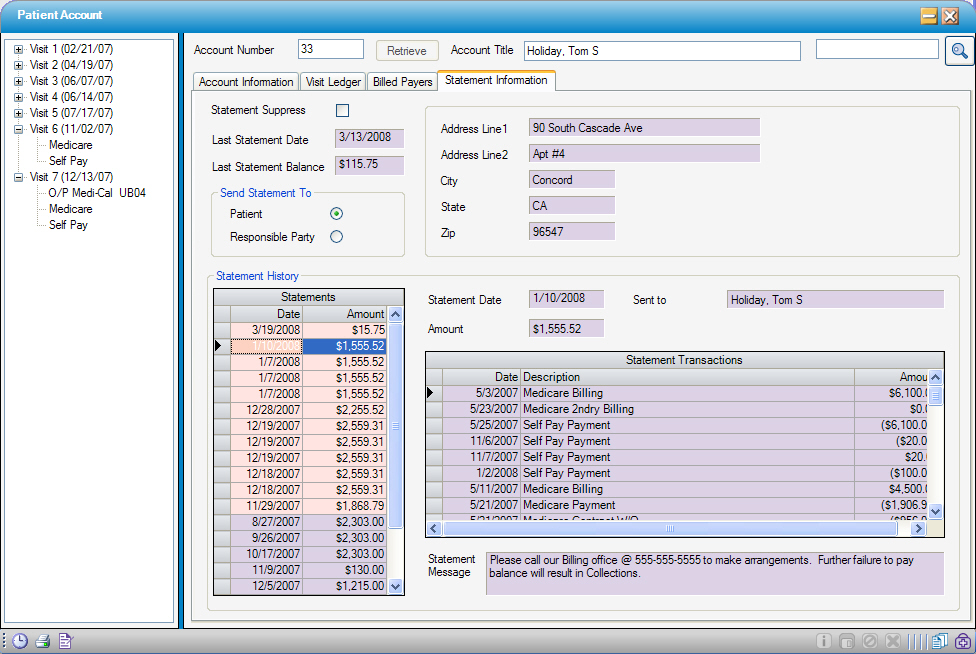 Patient Account
Visit 1 (02/21/07)
Visit 2 (04/19/07)
Visit 3 (06/07/07)
Visit 4 (06/14/07)
Visit 5 (07/17/07)
Visit 6 (11/02/07)
Medicare
Self Pay
Visit 7 (12/13/07)
O/P Medi-Cal UB04
Medicare
Self Pay
Account Number 33 Retrieve Account Title Holiday, Tom S
Account Information Visit Ledger Billed Payers Statement Information
Statement Suppress
Last Statement Date 3/13/2008
Last Statement Balance $115.75
Send Statement To
Patient
Responsible Party
Address Line1 90 South Cascade Ave
Address Line2 Apt #4
City Concord
State CA
Zip 96547
Statement History
Statements
Date Amount
3/19/2008 $15.75
$1,555.52
1/7/2008 $1,555.52
1/7/2008 $1,555.52
1/7/2008 $1,555.52
12/28/2007 $2,255.52
12/19/2007 $2,559.31
12/19/2007 $2,559.31
12/19/2007 $2,559.31
12/18/2007 $2,559.31
12/18/2007 $2,559.31
11/29/2007 $1,868.79
8/27/2007 $2,303.00
9/26/2007 $2,303.00
10/17/2007 $2,303.00
11/9/2007 $130.00
12/5/2007 $1,215.00
Statement Date 1/10/2008 Sent to Holiday, Tom S
Amount $1,555.52
Statement Transactions
Date Description Amou
5/3/2007 Medicare Billing $6,100.0
5/23/2007 Medicare 2ndry Billing $0.0
5/25/2007 Self Pay Payment ($6,100.0
11/6/2007 Self Pay Payment ($20.0
11/7/2007 Self Pay Payment $20.
1/2/2008 Self Pay Payment ($100.0
5/11/2007 Medicare Billing $4,500.0
5/21/2007 Medicare Payment ($1,906.9
5/21/2007 Medicare Contract W/O
Statement Message
Please call our Billing office @ 555-555-5555 to make arrangements. Further failure to pay
balance will result in Collections.